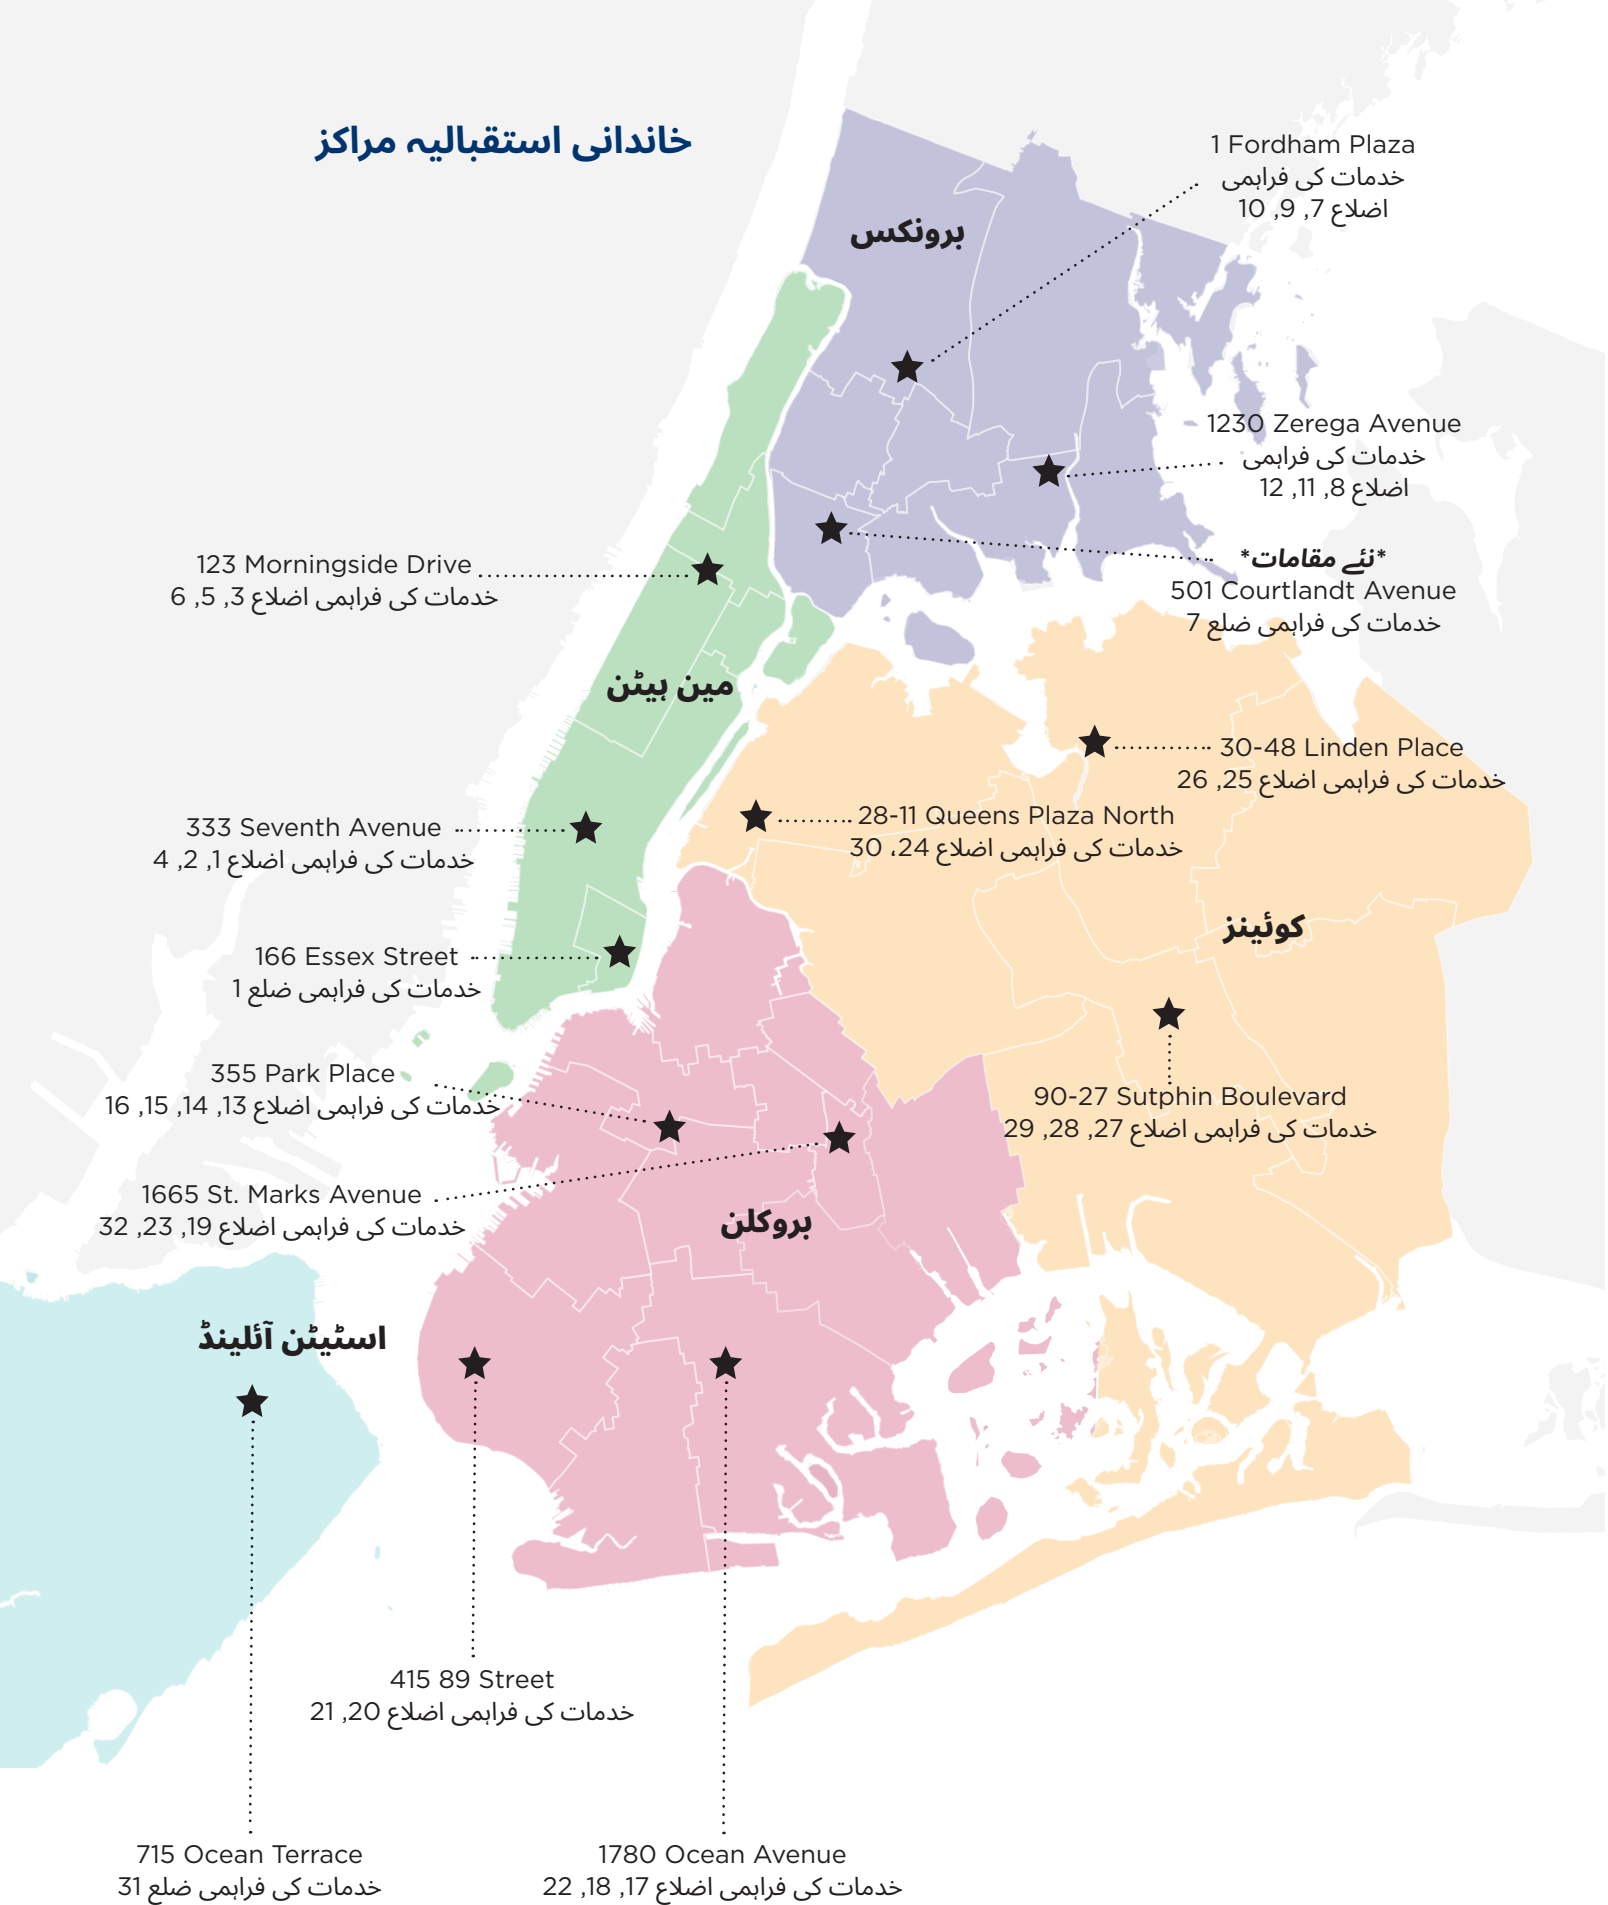 خاندانی استقبالیہ مراکز
1 Fordham Plaza
خدمات کی فراہمی
اضلاع 7, 9, 10
برونکس
1230 Zerega Avenue
خدمات کی فراہمی
اضلاع 8, 11, 12
*نئے مقامات*
501 Courtlandt Avenue
خدمات کی فراہمی ضلع 7
123 Morningside Drive
خدمات کی فراہمی اضلاع 3, 5, 6
مین ہیٹن
30-48 Linden Place
خدمات کی فراہمی اضلاع 25, 26
28-11 Queens Plaza North
خدمات کی فراہمی اضلاع 24، 30
333 Seventh Avenue
خدمات کی فراہمی اضلاع 1, 2, 4
کوئینز
166 Essex Street
خدمات کی فراہمی ضلع 1
355 Park Place
خدمات کی فراہمی اضلاع 13, 14, 15, 16
90-27 Sutphin Boulevard
خدمات کی فراہمی اضلاع 27, 28, 29
1665 St. Marks Avenue
خدمات کی فراہمی اضلاع 19, 23, 32
بروکلن
اسٹیٹن آئلینڈ
415 89 Street
خدمات کی فراہمی اضلاع 20, 21
715 Ocean Terrace
خدمات کی فراہمی ضلع 31
1780 Ocean Avenue
خدمات کی فراہمی اضلاع 17, 18, 22